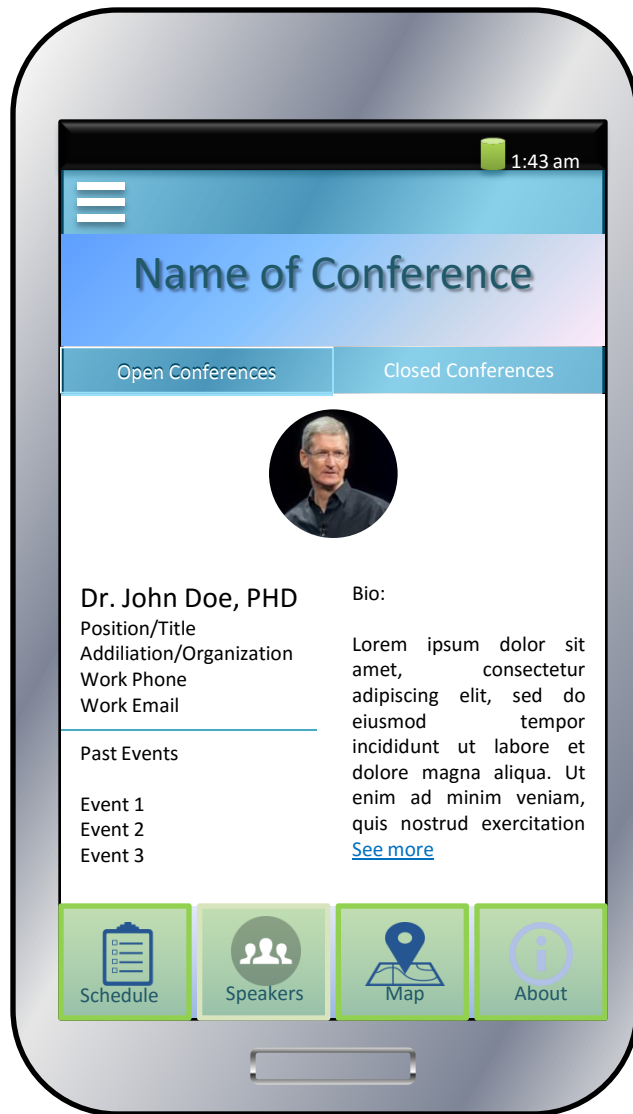 1:43 am
Name of Conference
Open Conferences
Closed Conferences
Dr. John Doe, PHD
Position/Title
Addiliation/Organization
Work Phone
Work Email
Past Events
Event 1
Event 2
Event 3
Bio:
Lorem ipsum dolor sit
amet, consectetur
adipiscing elit, sed do
eiusmod tempor
incididunt ut labore et
dolore magna aliqua. Ut
enim ad minim veniam,
quis nostrud exercitation
See more
Schedule
Speakers
Map
About